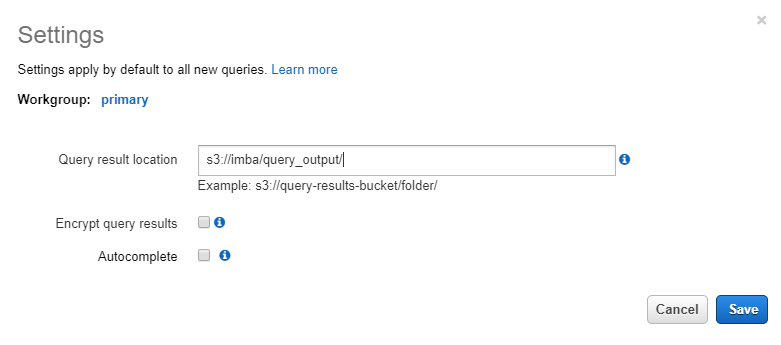 ×
Settings
Settings apply by default to all new queries. Learn more
Workgroup: primary
Query result location s3://imba/query_output/
Example: s3://query-results-bucket/folder/
Encrypt query results
Autocomplete
Cancel Save